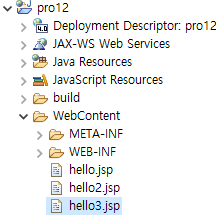 pro12
Deployment Descriptor: pro12
JAX-WS Web Services
Java Resources
JavaScript Resources
build
WebContent
META-INF
WEB-INF
hello.jsp
hello2.jsp
hello3.jsp